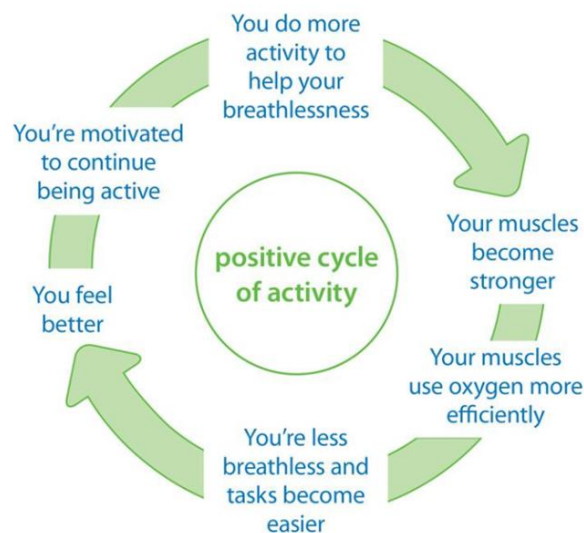 You do more
activity to
help your
breathlessness
Your muscles
become
stronger
Your muscles
use oxygen more
efficiently
You’re less
breathless and
tasks become
easier
You feel
better
You’re motivated
to continue
being active
positive cycle
of activity